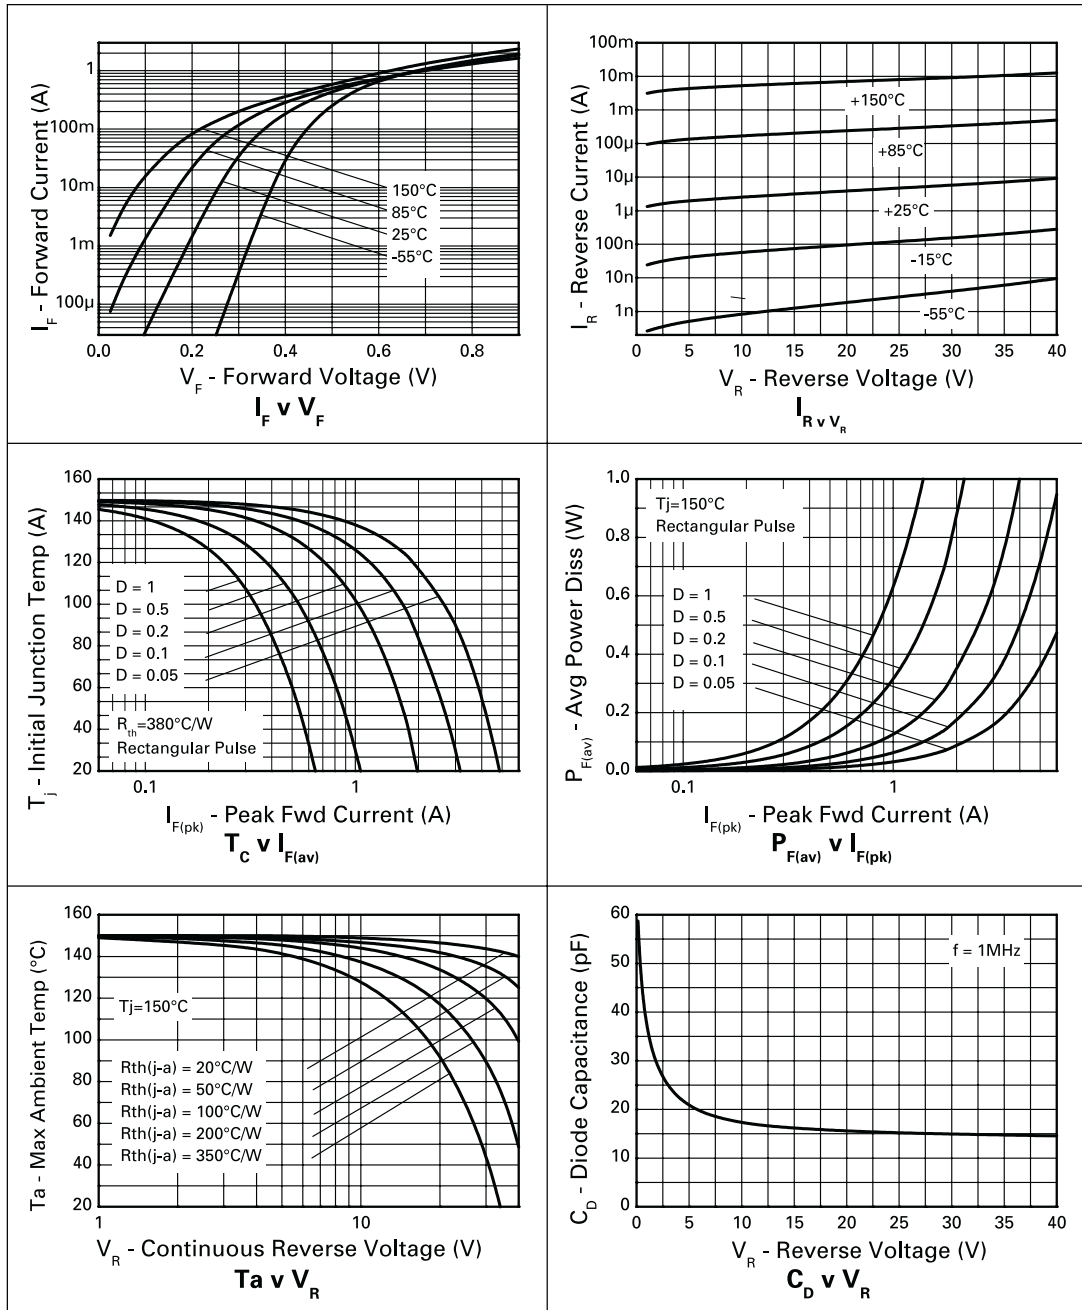 I_F - Forward Current (A)
1
100m
10m
1m
100µ
150°C
85°C
25°C
-55°C
0.0 0.2 0.4 0.6 0.8
V_F - Forward Voltage (V)
I_F v V_F
I_R - Reverse Current (A)
100m
10m
1m
100µ
10µ
1µ
100n
10n
1n
+150°C
+85°C
+25°C
-15°C
-55°C
0 5 10 15 20 25 30 35 40
V_R - Reverse Voltage (V)
I_R v V_R
T_j - Initial Junction Temp (A)
160
140
120
100
80
60
40
20
D = 1
D = 0.5
D = 0.2
D = 0.1
D = 0.05
R_th=380°C/W
Rectangular Pulse
0.1 1
I_F(pk) - Peak Fwd Current (A)
T_C v I_F(av)
P_F(av) - Avg Power Diss (W)
1.0
0.8
0.6
0.4
0.2
0.0
Tj=150°C
Rectangular Pulse
D = 1
D = 0.5
D = 0.2
D = 0.1
D = 0.05
0.1 1
I_F(pk) - Peak Fwd Current (A)
P_F(av) v I_F(pk)
Ta - Max Ambient Temp (°C)
160
140
120
100
80
60
40
20
Tj=150°C
Rth(j-a) = 20°C/W
Rth(j-a) = 50°C/W
Rth(j-a) = 100°C/W
Rth(j-a) = 200°C/W
Rth(j-a) = 350°C/W
1 10
V_R - Continuous Reverse Voltage (V)
Ta v V_R
C_D - Diode Capacitance (pF)
60
50
40
30
20
10
0
f = 1MHz
0 5 10 15 20 25 30 35 40
V_R - Reverse Voltage (V)
C_D v V_R